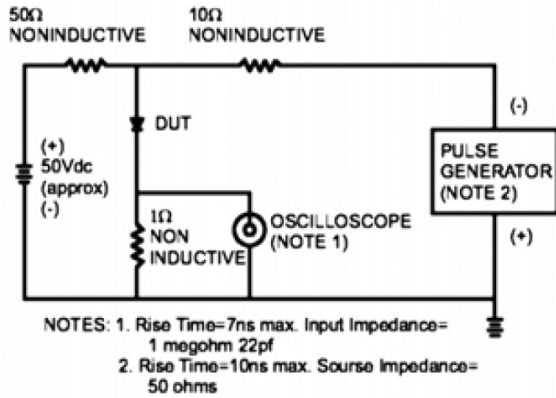 50Ω
NONINDUCTIVE
10Ω
NONINDUCTIVE
DUT
(+)
50Vdc
(approx)
(-)
1Ω
NON
INDUCTIVE
OSCILLOSCOPE
(NOTE 1)
(-)
PULSE
GENERATOR
(NOTE 2)
(+)
NOTES: 1. Rise Time=7ns max. Input Impedance=
1 megohm 22pf
2. Rise Time=10ns max. Sourse Impedance=
50 ohms